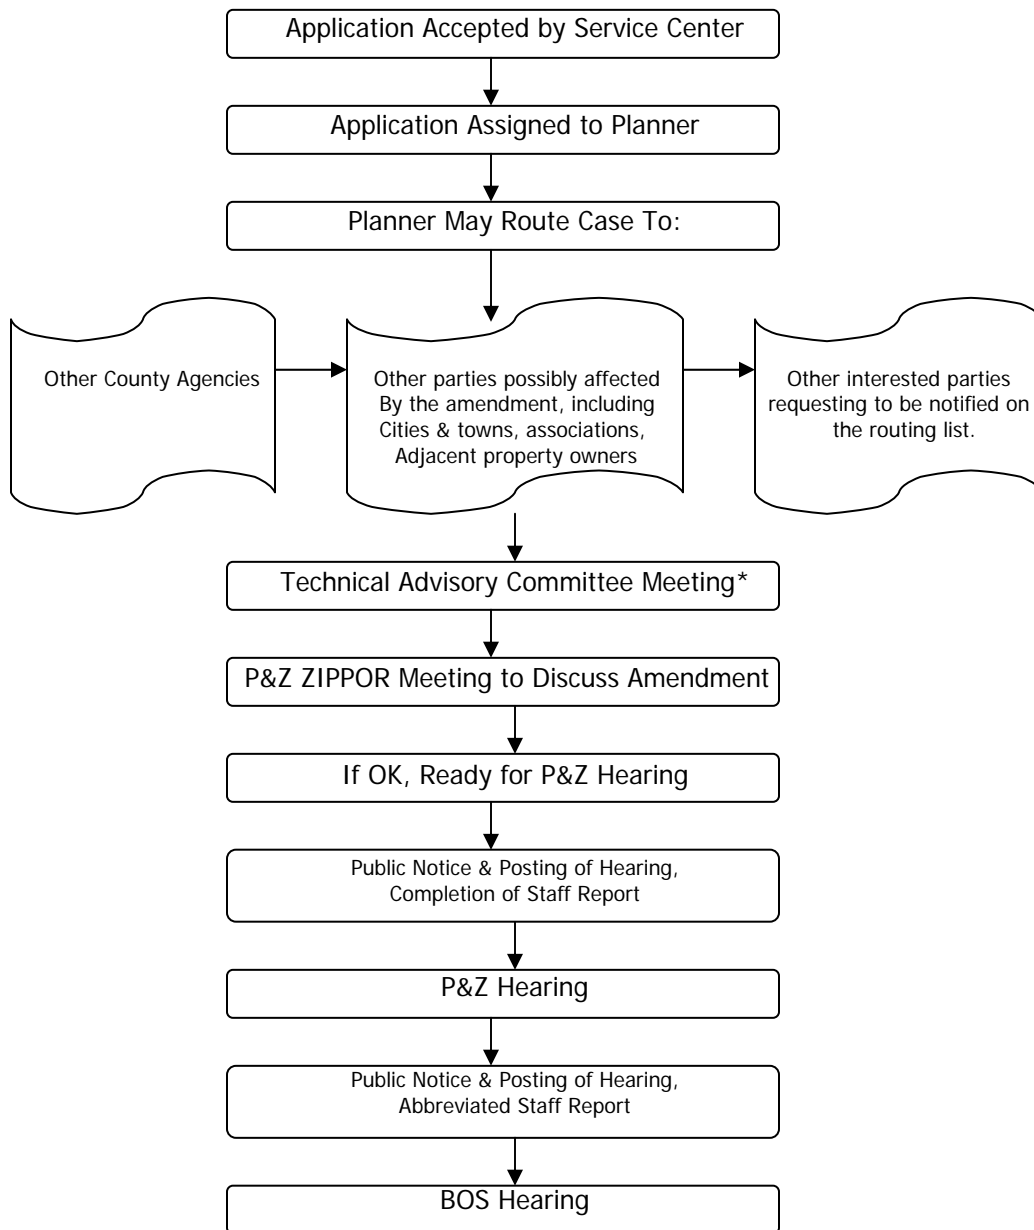 Application Accepted by Service Center
Application Assigned to Planner
Planner May Route Case To:
Other County Agencies
Other parties possibly affected
By the amendment, including
Cities & towns, associations,
Adjacent property owners
Other interested parties
requesting to be notified on
the routing list.
Technical Advisory Committee Meeting*
P&Z ZIPPOR Meeting to Discuss Amendment
If OK, Ready for P&Z Hearing
Public Notice & Posting of Hearing,
Completion of Staff Report
P&Z Hearing
Public Notice & Posting of Hearing,
Abbreviated Staff Report
BOS Hearing